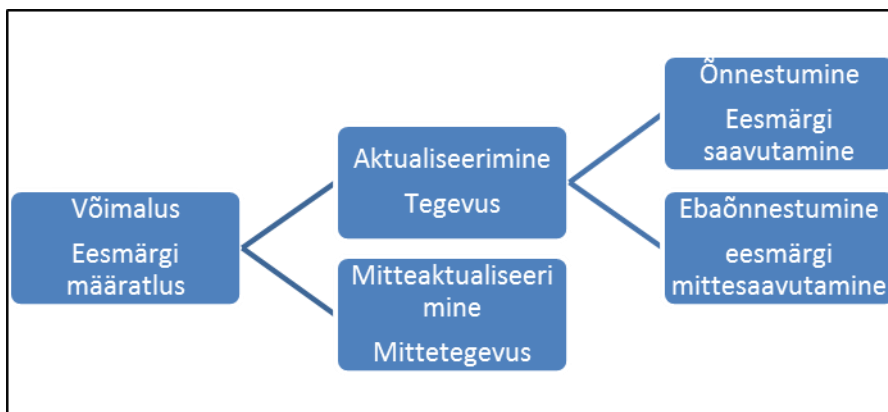 Võimalus
Eesmärgi
määratlus
Aktualiseerimine
Tegevus
Mitteaktualiseeri
mine
Mittetegevus
Õnnestumine
Eesmärgi
saavutamine
Ebaõnnestumine
eesmärgi
mittesaavutamine